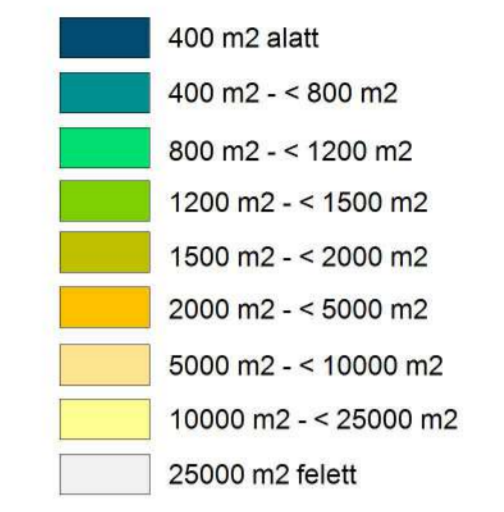 400 m2 alatt
400 m2 - < 800 m2
800 m2 - < 1200 m2
1200 m2 - < 1500 m2
1500 m2 - < 2000 m2
2000 m2 - < 5000 m2
5000 m2 - < 10000 m2
10000 m2 - < 25000 m2
25000 m2 felett